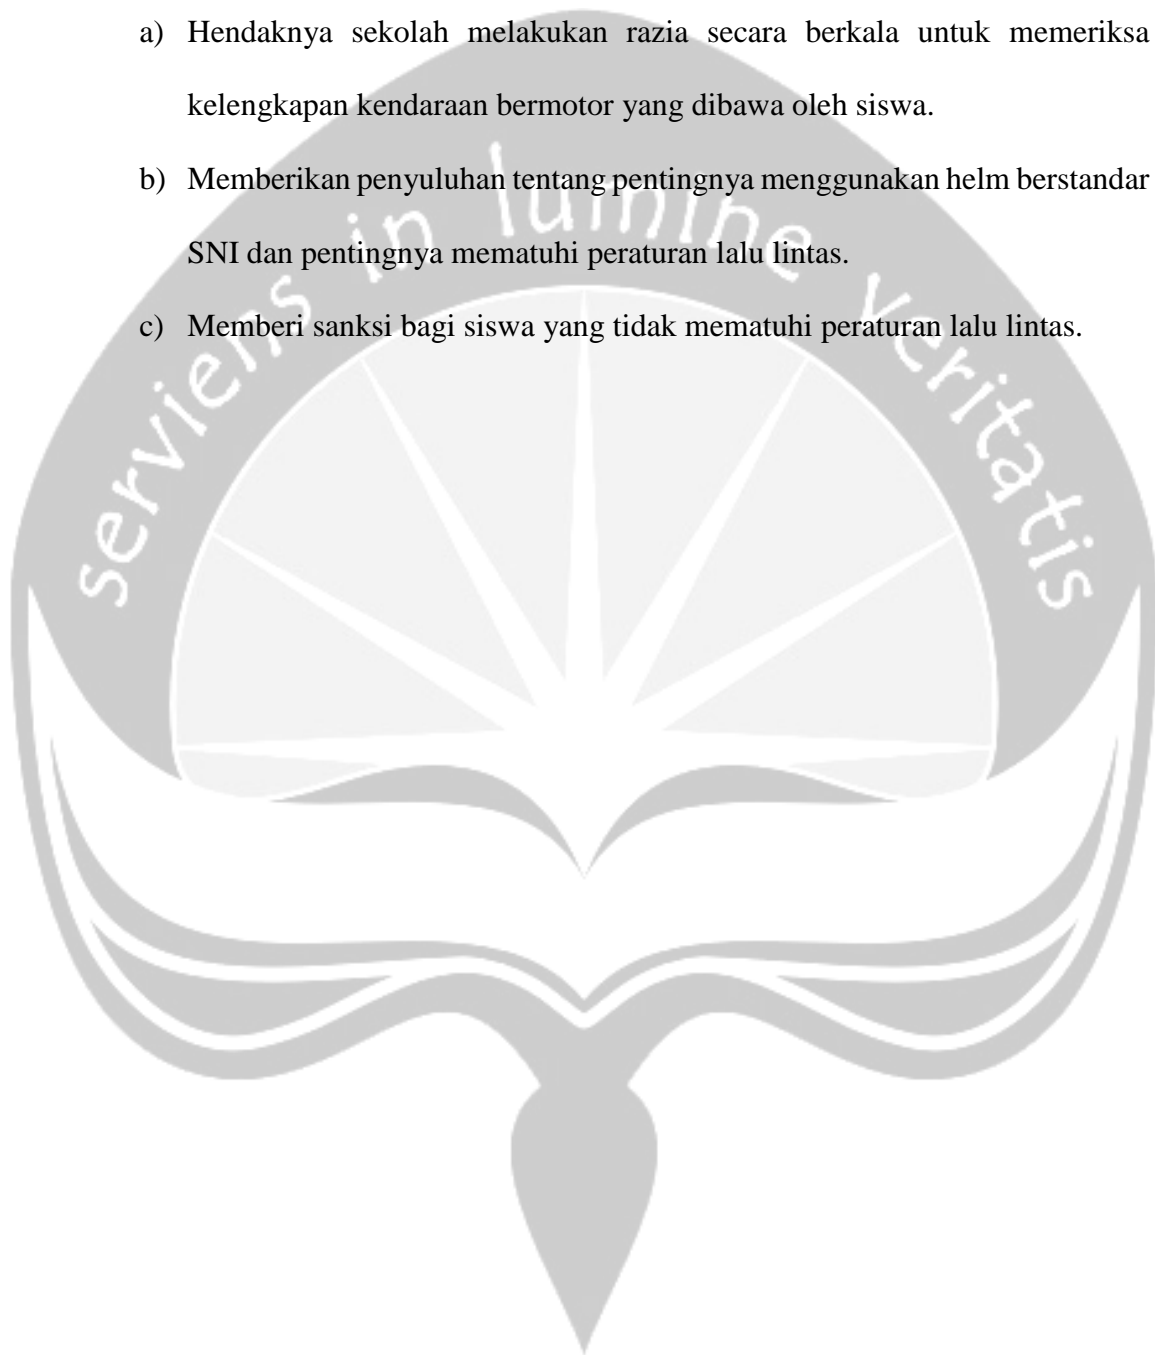 a) Hendaknya sekolah melakukan razia secara berkala untuk memeriksa
kelengkapan kendaraan bermotor yang dibawa oleh siswa.
b) Memberikan penyuluhan tentang pentingnya menggunakan helm berstandar
SNI dan pentingnya mematuhi peraturan lalu lintas.
c) Memberi sanksi bagi siswa yang tidak mematuhi peraturan lalu lintas.
serviens in lumine veritatis